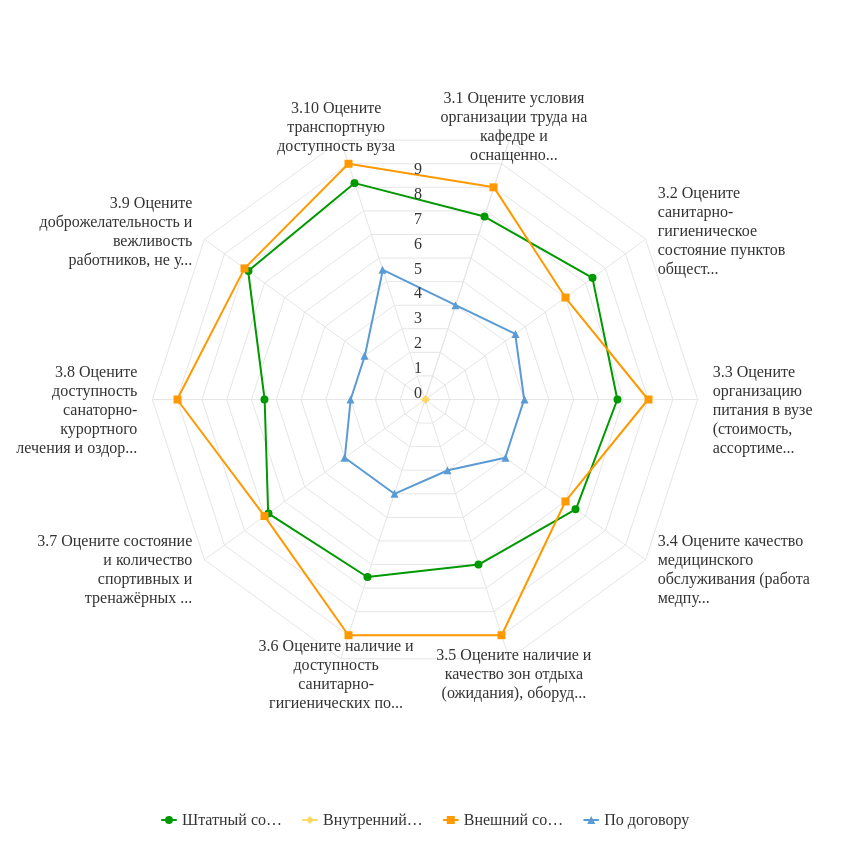 3.10 Оцените
транспортную
доступность вуза
3.1 Оцените условия
организации труда на
кафедре и
оснащенно...
3.2 Оцените
санитарно-
гигиеническое
состояние пунктов
общест...
3.3 Оцените
организацию
питания в вузе
(стоимость,
ассортиме...
3.4 Оцените качество
медицинского
обслуживания (работа
медпу...
3.5 Оцените наличие и
качество зон отдыха
(ожидания), оборуд...
3.6 Оцените наличие и
доступность
санитарно-
гигиенических по...
3.7 Оцените состояние
и количество
спортивных и
тренажёрных ...
3.8 Оцените
доступность
санаторно-
курортного
лечения и оздор...
3.9 Оцените
доброжелательность и
вежливость
работников, не у...
9
8
7
6
5
4
3
2
1
0
Штатный со...
Внутренний...
Внешний со...
По договору